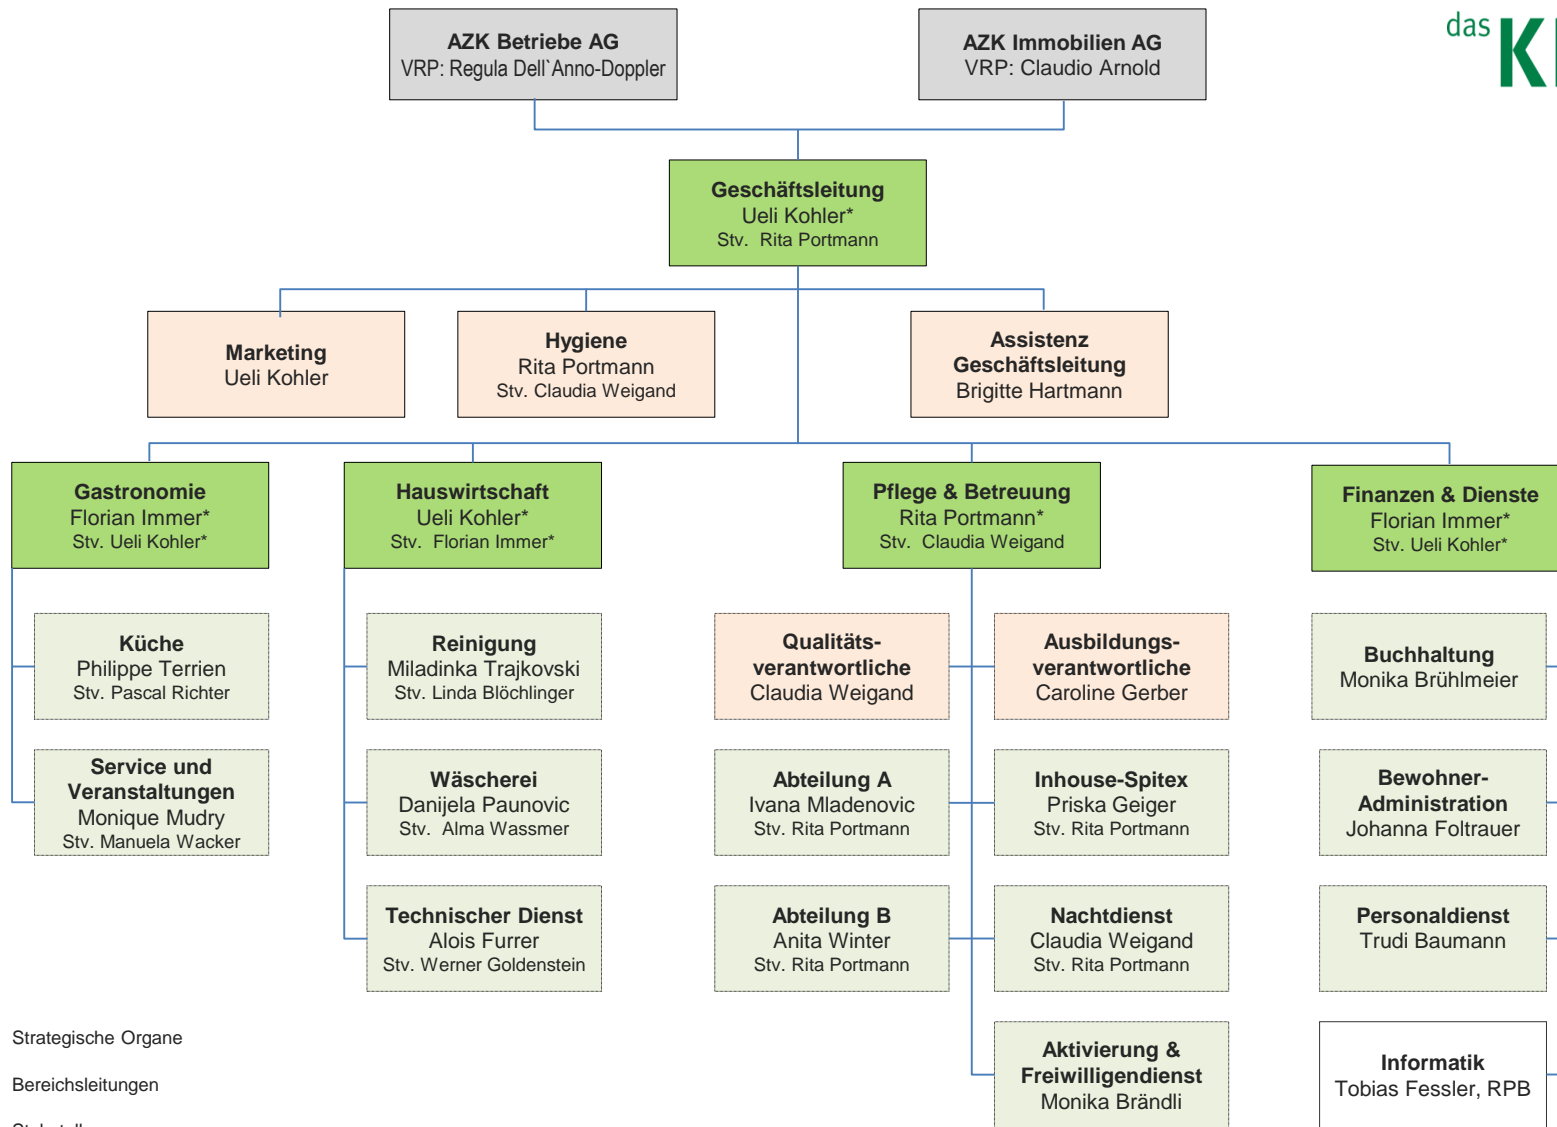 AZK Betriebe AG
VRP: Regula Dell`Anno-Doppler
AZK Immobilien AG
VRP: Claudio Arnold
das
Geschäftsleitung
Ueli Kohler*
Stv. Rita Portmann
Marketing
Ueli Kohler
Hygiene
Rita Portmann
Stv. Claudia Weigand
Assistenz
Geschäftsleitung
Brigitte Hartmann
Gastronomie
Florian Immer*
Stv. Ueli Kohler*
Hauswirtschaft
Ueli Kohler*
Stv. Florian Immer*
Pflege & Betreuung
Rita Portmann*
Stv. Claudia Weigand
Finanzen & Dienste
Florian Immer*
Stv. Ueli Kohler*
Küche
Philippe Terrien
Stv. Pascal Richter
Reinigung
Miladinka Trajkovski
Stv. Linda Blöchlinger
Qualitäts-
verantwortliche
Claudia Weigand
Ausbildungs-
verantwortliche
Caroline Gerber
Buchhaltung
Monika Brühlmeier
Service und
Veranstaltungen
Monique Mudry
Stv. Manuela Wacker
Wäscherei
Danijela Paunovic
Stv. Alma Wassmer
Abteilung A
Ivana Mladenovic
Stv. Rita Portmann
Inhouse-Spitex
Priska Geiger
Stv. Rita Portmann
Bewohner-
Administration
Johanna Foltrauer
Technischer Dienst
Alois Furrer
Stv. Werner Goldenstein
Abteilung B
Anita Winter
Stv. Rita Portmann
Nachtdienst
Claudia Weigand
Stv. Rita Portmann
Personaldienst
Trudi Baumann
Aktivierung &
Freiwilligendienst
Monika Brändli
Informatik
Tobias Fessler, RPB
Strategische Organe
Bereichsleitungen